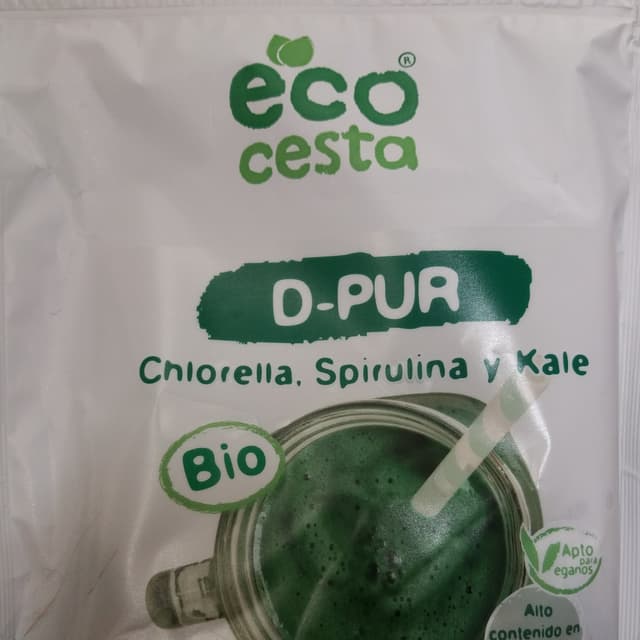 eco®
cesta
D-PUR
Chlorella, Spirulina y Kale
Bio
Apto
para
veganos
Alto
contenido en